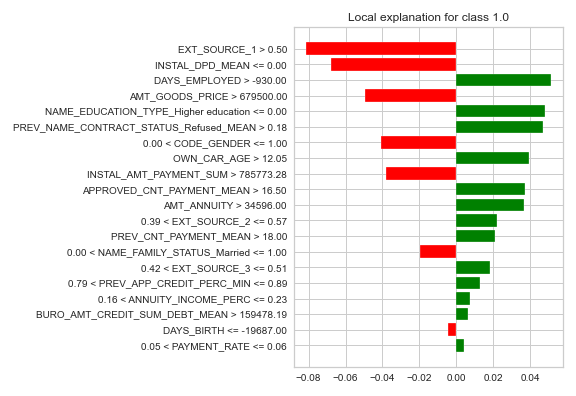 Local explanation for class 1.0
EXT_SOURCE_1 > 0.50
INSTAL_DPD_MEAN <= 0.00
DAYS_EMPLOYED > -930.00
AMT_GOODS_PRICE > 679500.00
NAME_EDUCATION_TYPE_Higher education <= 0.00
PREV_NAME_CONTRACT_STATUS_Refused_MEAN > 0.18
0.00 < CODE_GENDER <= 1.00
OWN_CAR_AGE > 12.05
INSTAL_AMT_PAYMENT_SUM > 785773.28
APPROVED_CNT_PAYMENT_MEAN > 16.50
AMT_ANNUITY > 34596.00
0.39 < EXT_SOURCE_2 <= 0.57
PREV_CNT_PAYMENT_MEAN > 18.00
0.00 < NAME_FAMILY_STATUS_Married <= 1.00
0.42 < EXT_SOURCE_3 <= 0.51
0.79 < PREV_APP_CREDIT_PERC_MIN <= 0.89
0.16 < ANNUITY_INCOME_PERC <= 0.23
BURO_AMT_CREDIT_SUM_DEBT_MEAN > 159478.19
DAYS_BIRTH <= -19687.00
0.05 < PAYMENT_RATE <= 0.06
−0.08 −0.06 −0.04 −0.02 0.00 0.02 0.04